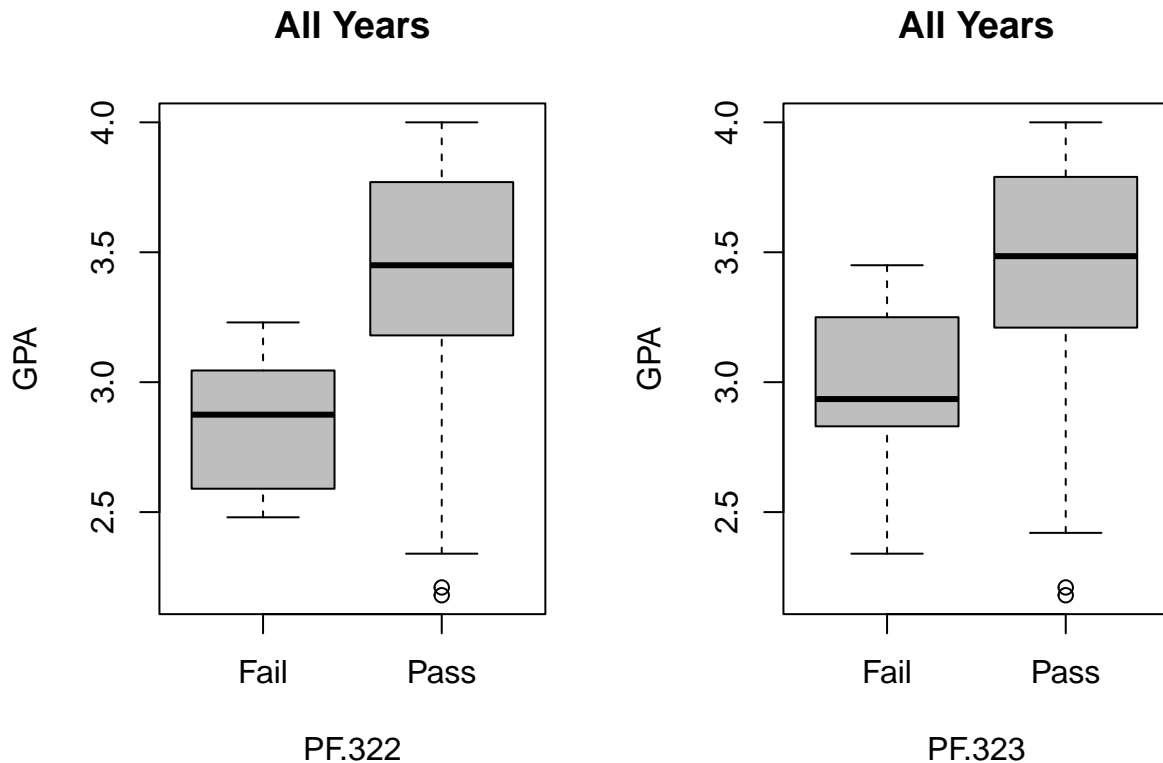 All Years
GPA
4.0
3.5
3.0
2.5
Fail Pass
PF.322
All Years
GPA
4.0
3.5
3.0
2.5
Fail Pass
PF.323